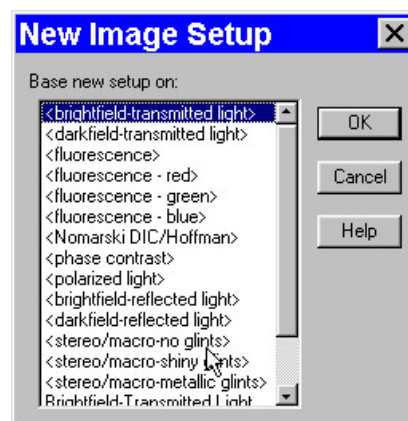 New Image Setup
Base new setup on:
<brightfield-transmitted light>
<darkfield-transmitted light>
<fluorescence>
<fluorescence - red>
<fluorescence - green>
<fluorescence - blue>
<Nomarski DIC/Hoffman>
<phase contrast>
<polarized light>
<brightfield-reflected light>
<darkfield-reflected light>
<stereo/macro-no glints>
<stereo/macro-shiny glints>
<stereo/macro-metallic glints>
Brightfield-Transmitted Light
OK
Cancel
Help